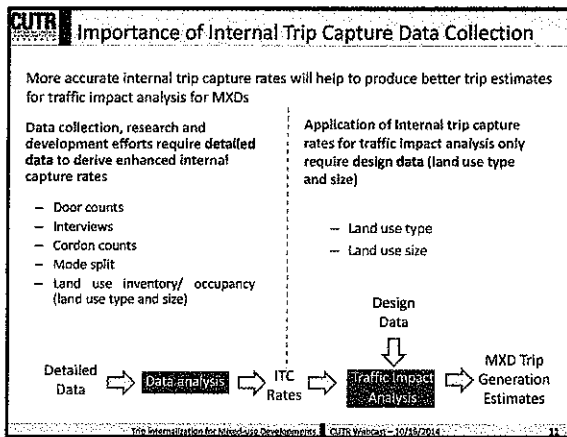 CUTR
Importance of Internal Trip Capture Data Collection
More accurate internal trip capture rates will help to produce better trip estimates
for traffic impact analysis for MXDs
Data collection, research and
development efforts require detailed
data to derive enhanced internal
capture rates
– Door counts
– Interviews
– Cordon counts
– Mode split
– Land use inventory/ occupancy
(land use type and size)
Application of Internal trip capture
rates for traffic impact analysis only
require design data (land use type
and size)
– Land use type
– Land use size
Design
Data
Detailed
Data
Data analysis
ITC
Rates
Traffic Impact
Analysis
MXD Trip
Generation
Estimates
Trip Internalization for Mixed-use Developments
CUTR Webcast – 10/16/2014
11